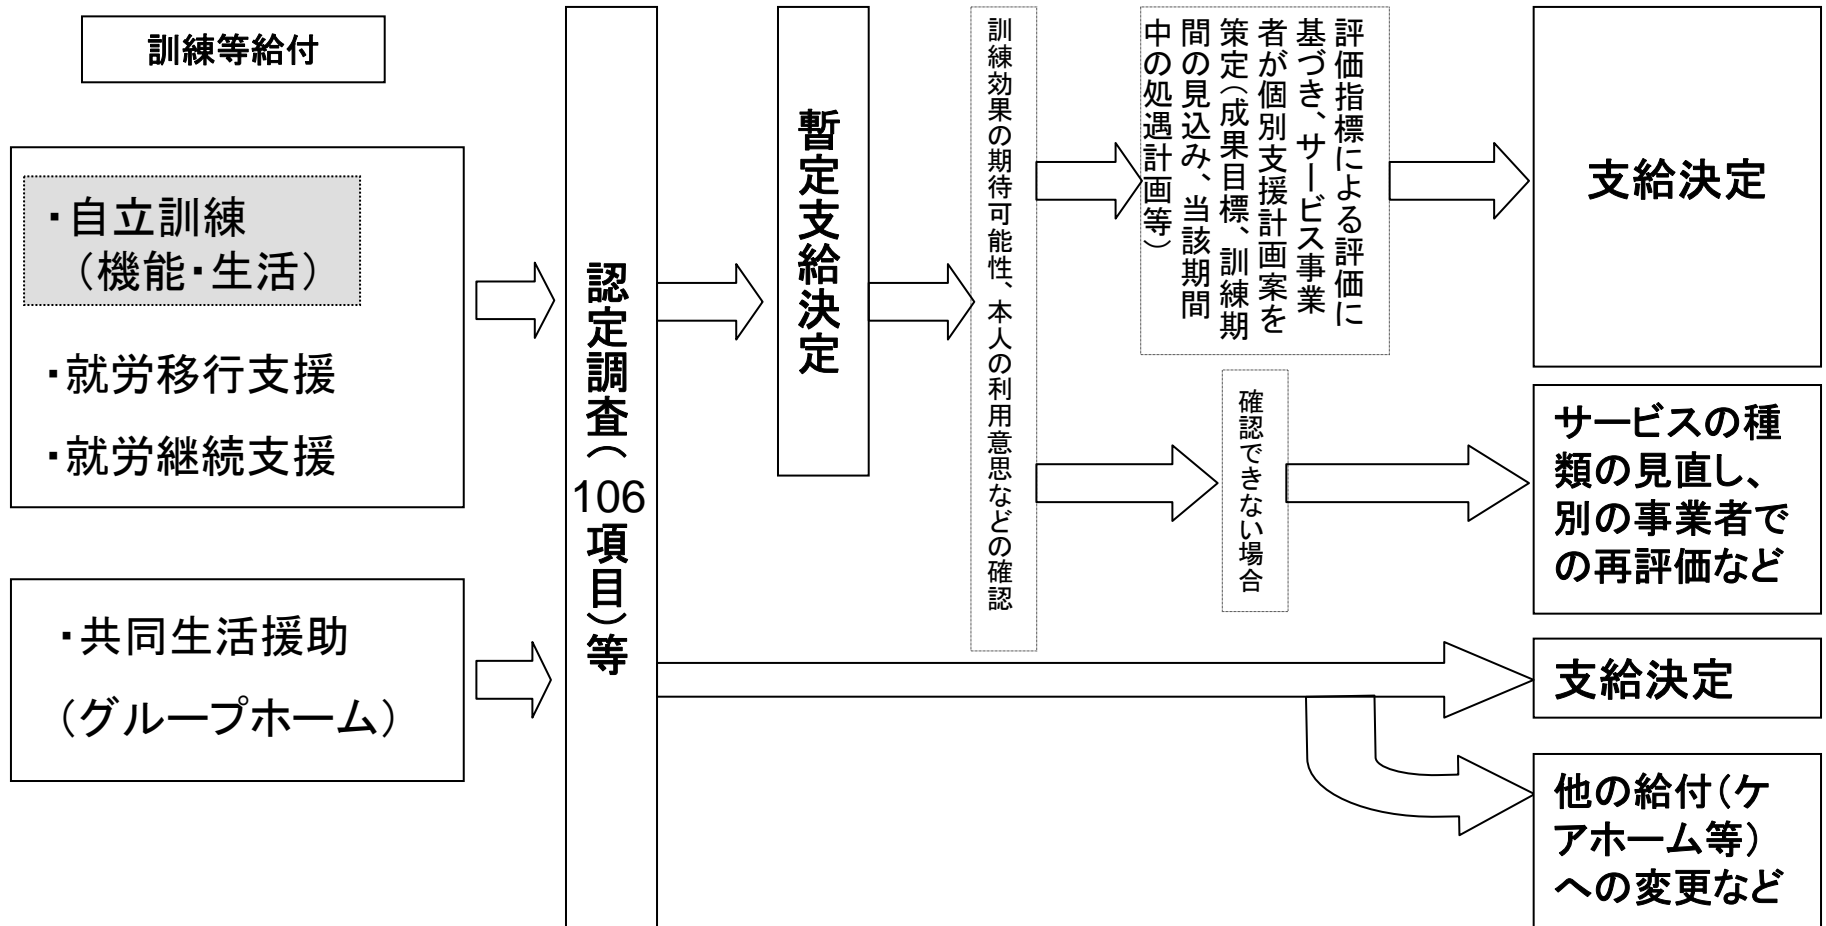 訓練等給付
・自立訓練
（機能・生活）
・就労移行支援
・就労継続支援
・共同生活援助
（グループホーム）
認定調査（106項目）等
暫定支給決定
訓練効果の期待可能性、本人の利用意思などの確認
評価指標による評価に
基づき、サービス事業
者が個別支援計画案を
策定（成果目標、訓練期
間の見込み、当該期間
中の処遇計画等）
支給決定
確認できない場合
サービスの種
類の見直し、
別の事業者で
の再評価など
支給決定
他の給付（ケ
アホーム等）
への変更など